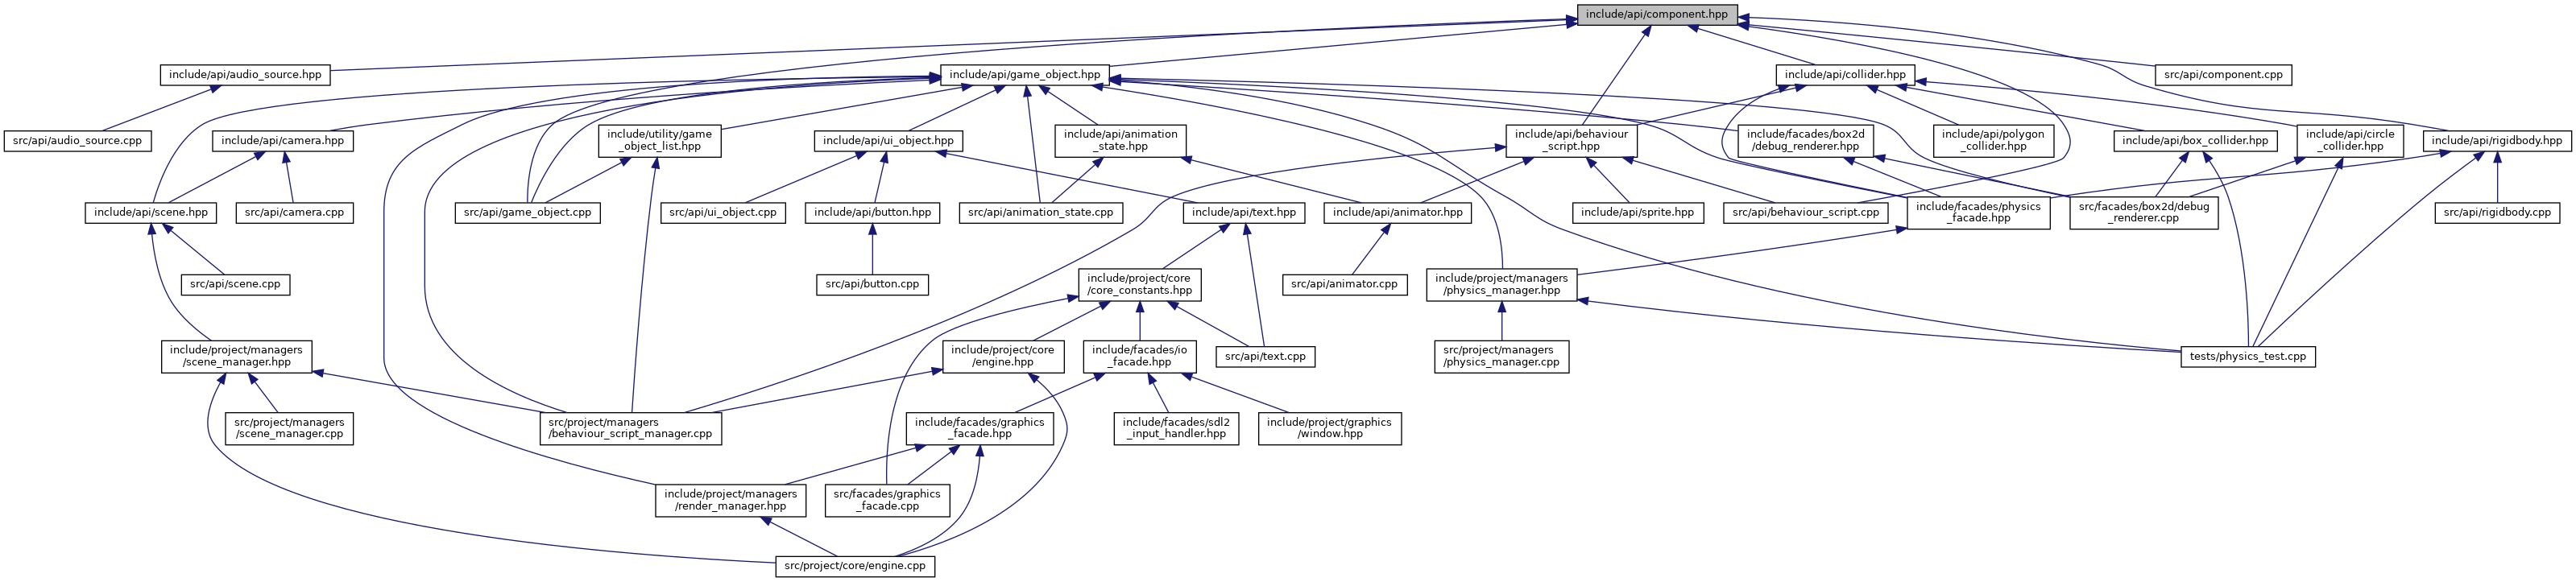 include/api/component.hpp
include/api/audio_source.hpp
include/api/game_object.hpp
include/api/collider.hpp
src/api/component.cpp
src/api/audio_source.cpp
include/api/camera.hpp
include/utility/game
_object_list.hpp
include/api/ui_object.hpp
include/api/animation
_state.hpp
include/api/behaviour
_script.hpp
include/facades/box2d
/debug_renderer.hpp
include/api/polygon
_collider.hpp
include/api/box_collider.hpp
include/api/circle
_collider.hpp
include/api/rigidbody.hpp
include/api/scene.hpp
src/api/camera.cpp
src/api/game_object.cpp
src/api/ui_object.cpp
include/api/button.hpp
src/api/animation_state.cpp
include/api/text.hpp
include/api/animator.hpp
include/api/sprite.hpp
src/api/behaviour_script.cpp
include/facades/physics
_facade.hpp
src/facades/box2d/debug
_renderer.cpp
src/api/rigidbody.cpp
src/api/scene.cpp
src/api/button.cpp
include/project/core
/core_constants.hpp
src/api/animator.cpp
include/project/managers
/physics_manager.hpp
include/project/managers
/scene_manager.hpp
include/project/core
/engine.hpp
include/facades/io
_facade.hpp
src/api/text.cpp
src/project/managers
/physics_manager.cpp
tests/physics_test.cpp
src/project/managers
/scene_manager.cpp
src/project/managers
/behaviour_script_manager.cpp
include/facades/graphics
_facade.hpp
include/facades/sdl2
_input_handler.hpp
include/project/graphics
/window.hpp
include/project/managers
/render_manager.hpp
src/facades/graphics
_facade.cpp
src/project/core/engine.cpp